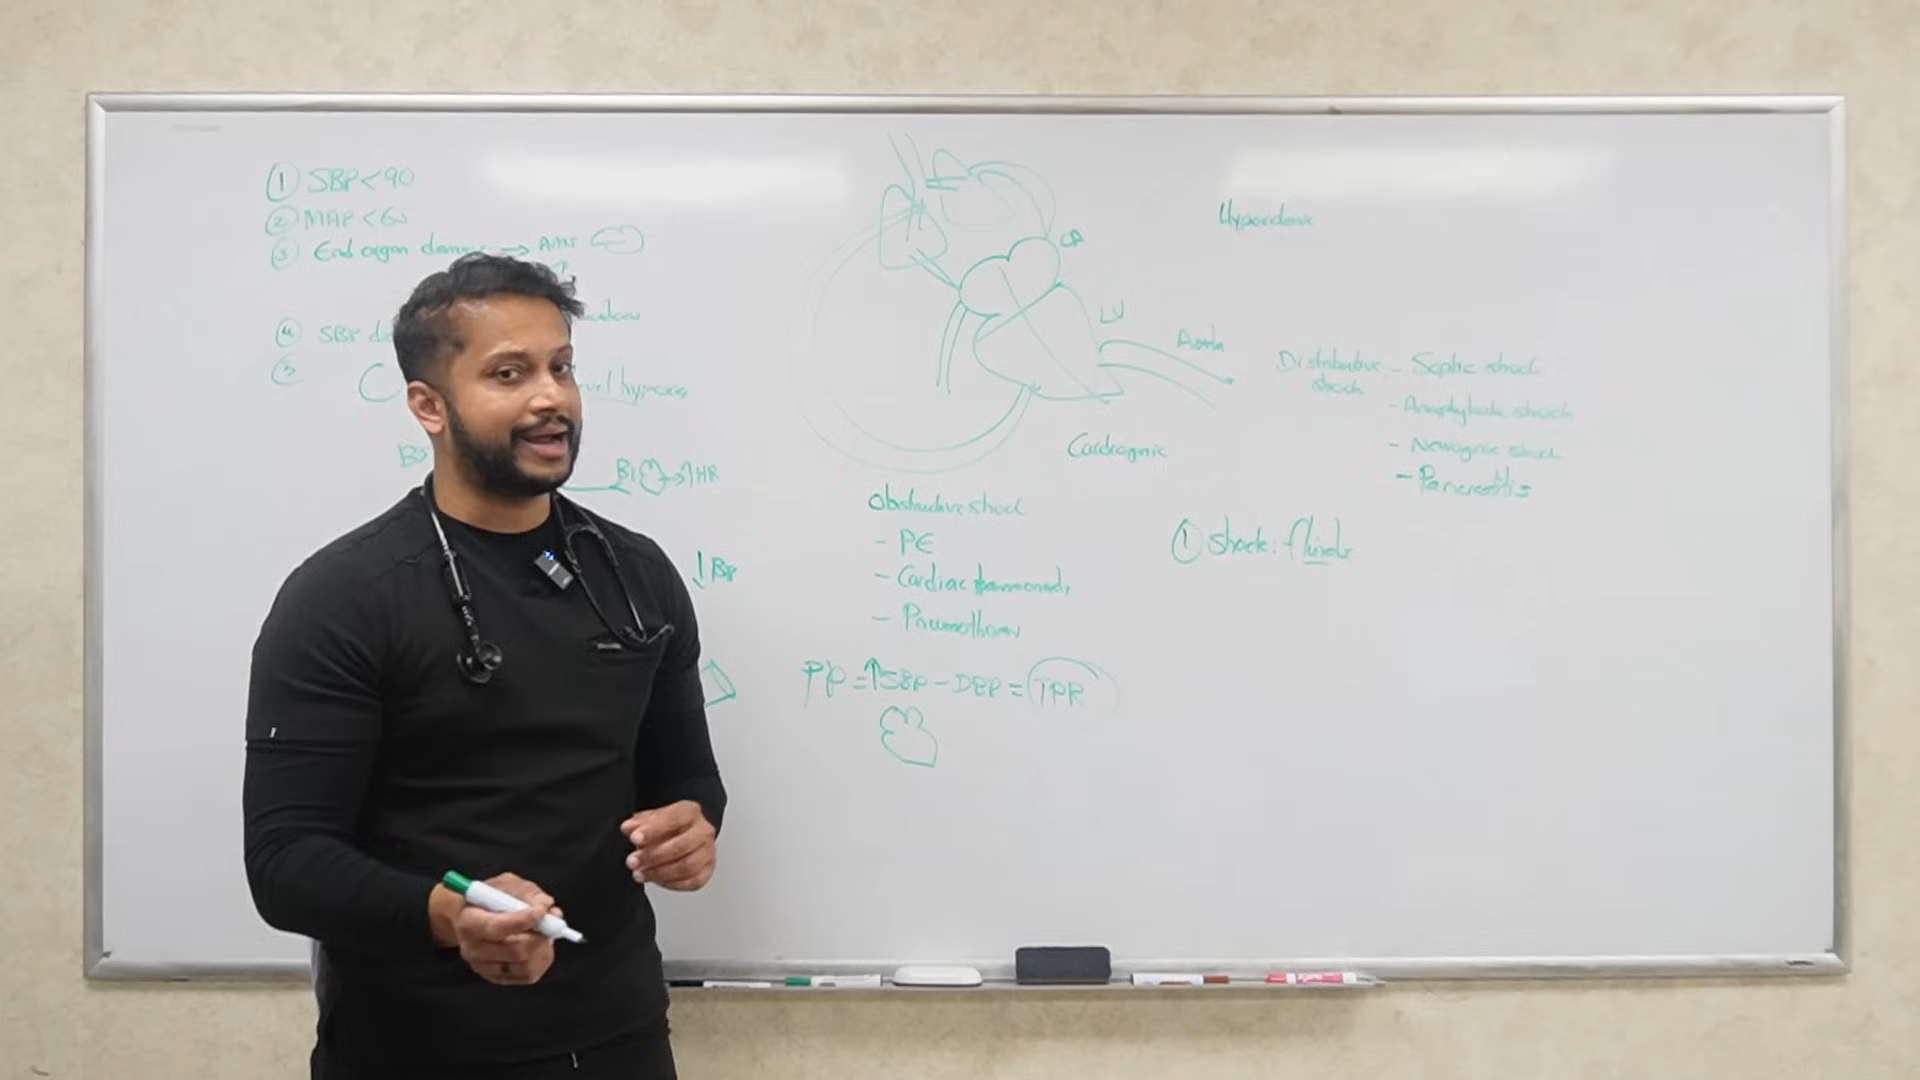 ① SBP<90
② MAP<65
③ End organ damage → AMS
④ SBP
⑤
B1 → ↑HR
↓BP
LA
LV
Aorta
Hypovolemic
Cardiogenic
Distributive shock
- Septic shock
- Anaphylactic shock
- Neurogenic shock
- Pancreatitis
Obstructive shock
- PE
- Cardiac
- Pneumothorax
① Shock: fluids
PP = ↑SBP - DBP = TPR